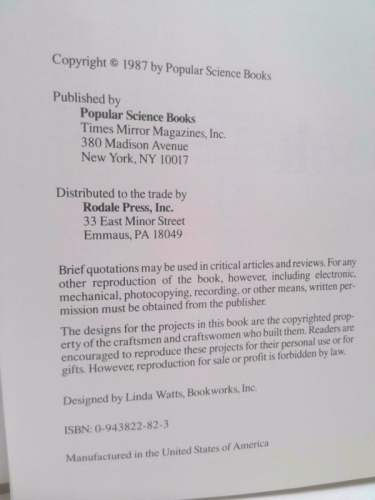 Copyright © 1987 by Popular Science Books
Published by
Popular Science Books
Times Mirror Magazines, Inc.
380 Madison Avenue
New York, NY 10017
Distributed to the trade by
Rodale Press, Inc.
33 East Minor Street
Emmaus, PA 18049
Brief quotations may be used in critical articles and reviews. For any
other reproduction of the book, however, including electronic,
mechanical, photocopying, recording, or other means, written per-
mission must be obtained from the publisher.
The designs for the projects in this book are the copyrighted prop-
erty of the craftsmen and craftswomen who built them. Readers are
encouraged to reproduce these projects for their personal use or for
gifts. However, reproduction for sale or profit is forbidden by law.
Designed by Linda Watts, Bookworks, Inc.
ISBN: 0-943822-82-3
Manufactured in the United States of America